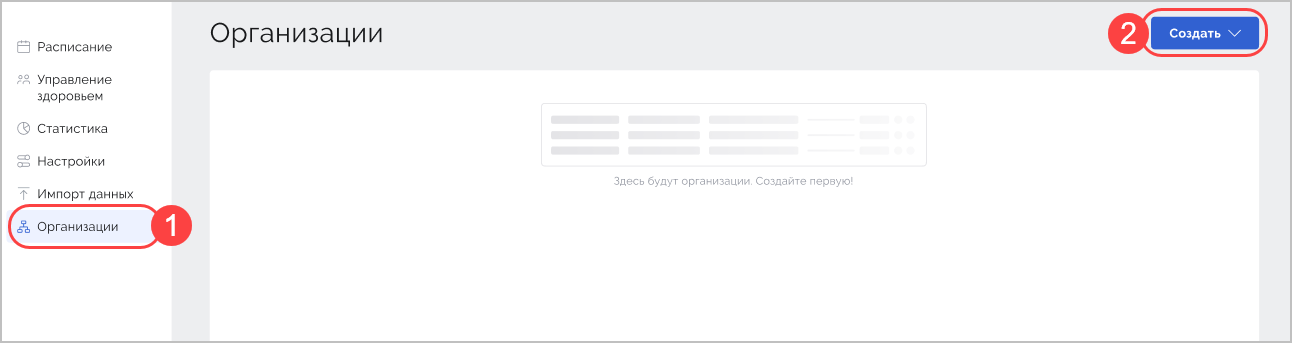 Расписание
Управление
здоровьем
Статистика
Настройки
Импорт данных
Организации
1
Организации
2
Создать
Здесь будут организации. Создайте первую!